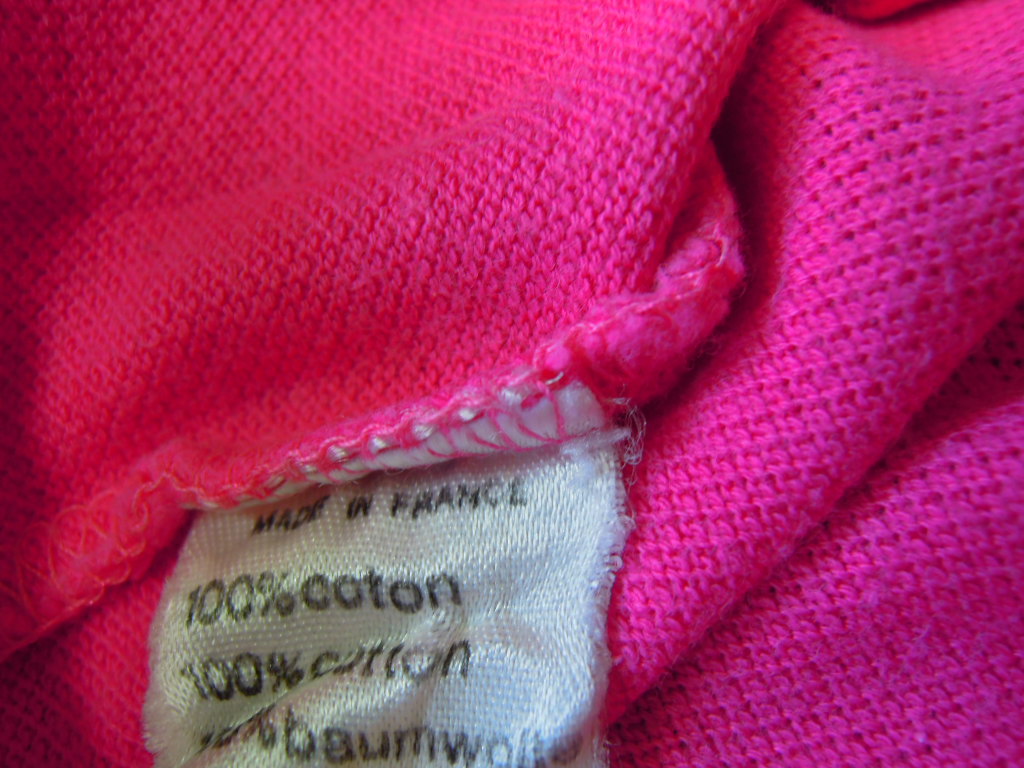 MADE IN FRANCE
100% coton
100% cotton
% baumwolle